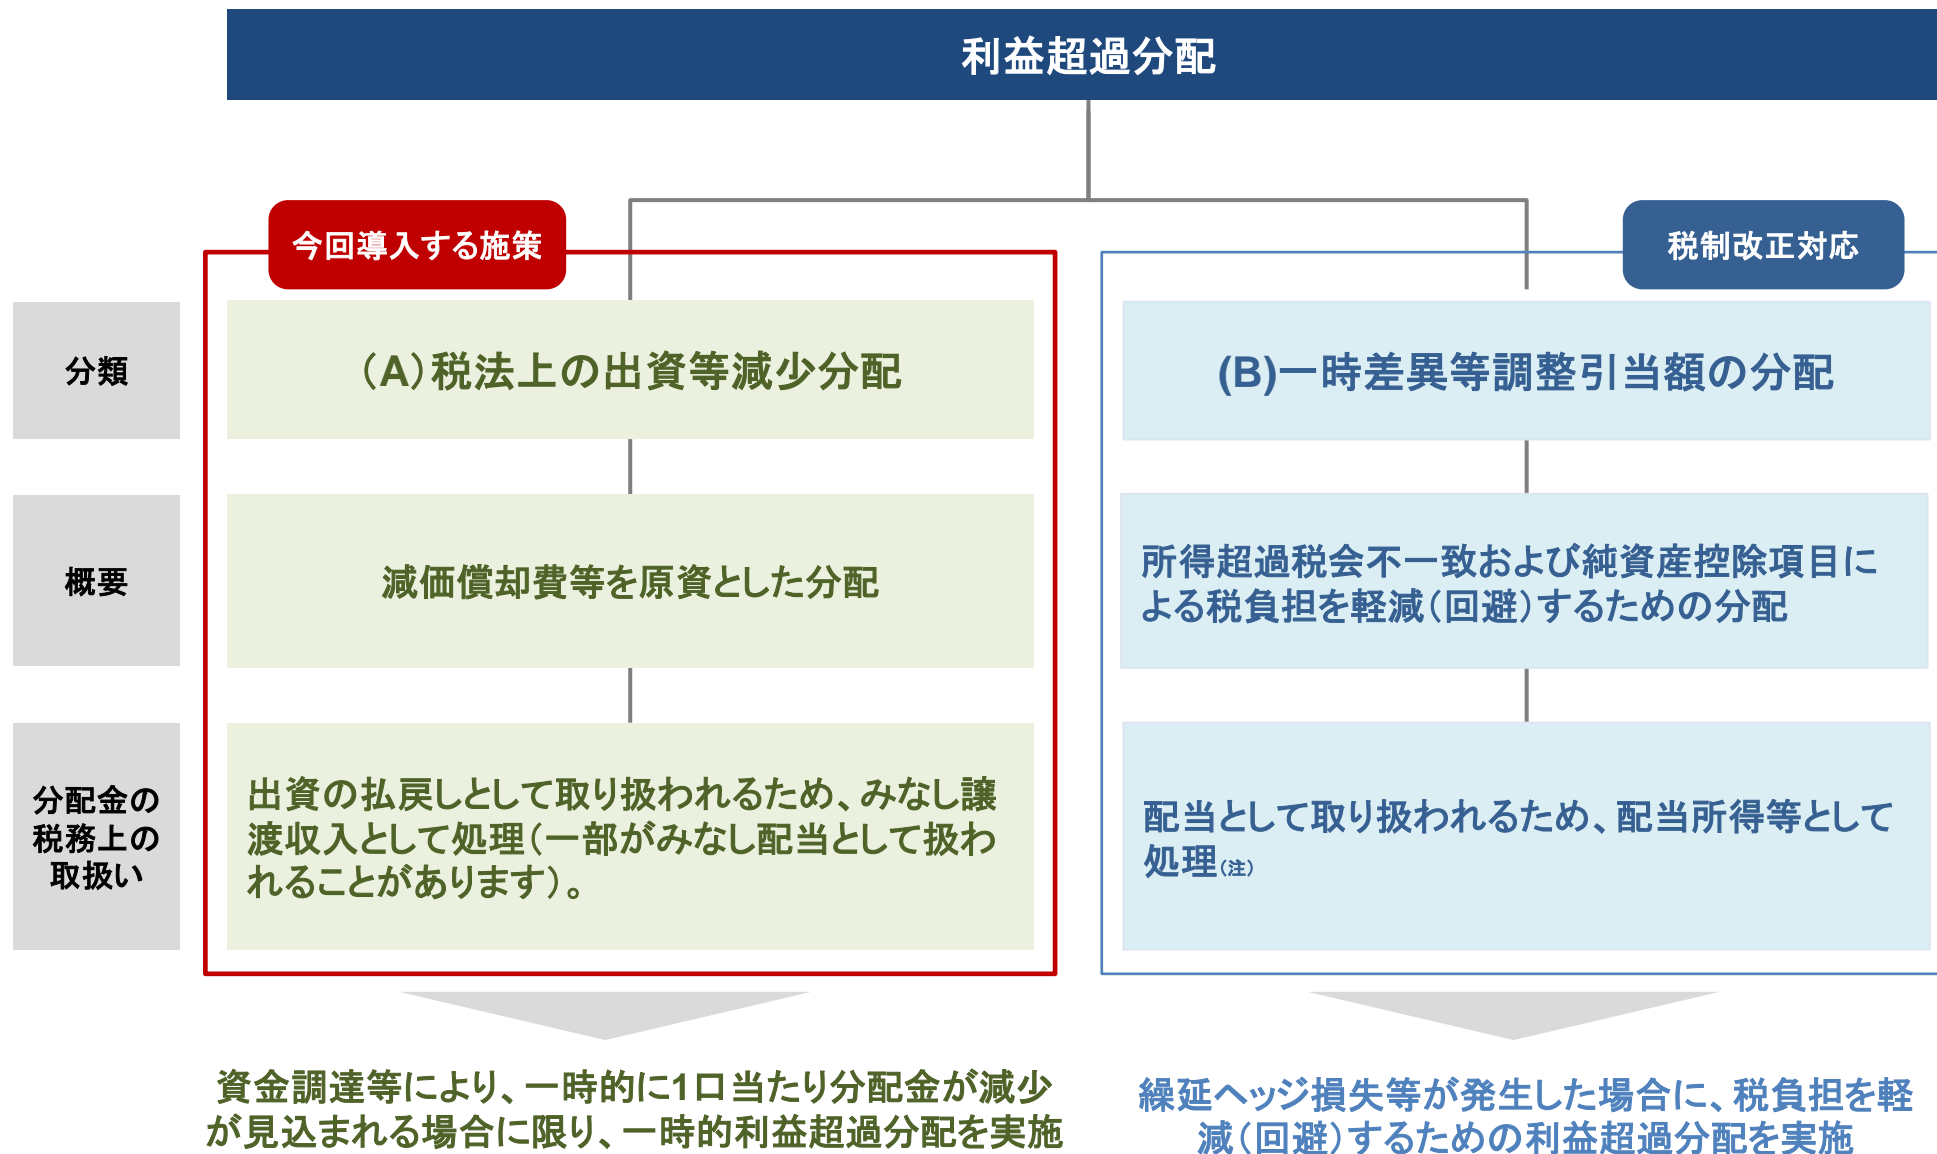 利益超過分配
今回導入する施策
税制改正対応
分類
（A）税法上の出資等減少分配
(B)一時差異等調整引当額の分配
概要
減価償却費等を原資とした分配
所得超過税会不一致および純資産控除項目に
よる税負担を軽減（回避）するための分配
分配金の
税務上の
取扱い
出資の払戻しとして取り扱われるため、みなし譲
渡収入として処理（一部がみなし配当として扱わ
れることがあります）。
配当として取り扱われるため、配当所得等として
処理（注）
資金調達等により、一時的に1口当たり分配金が減少
が見込まれる場合に限り、一時的利益超過分配を実施
繰延ヘッジ損失等が発生した場合に、税負担を軽
減（回避）するための利益超過分配を実施